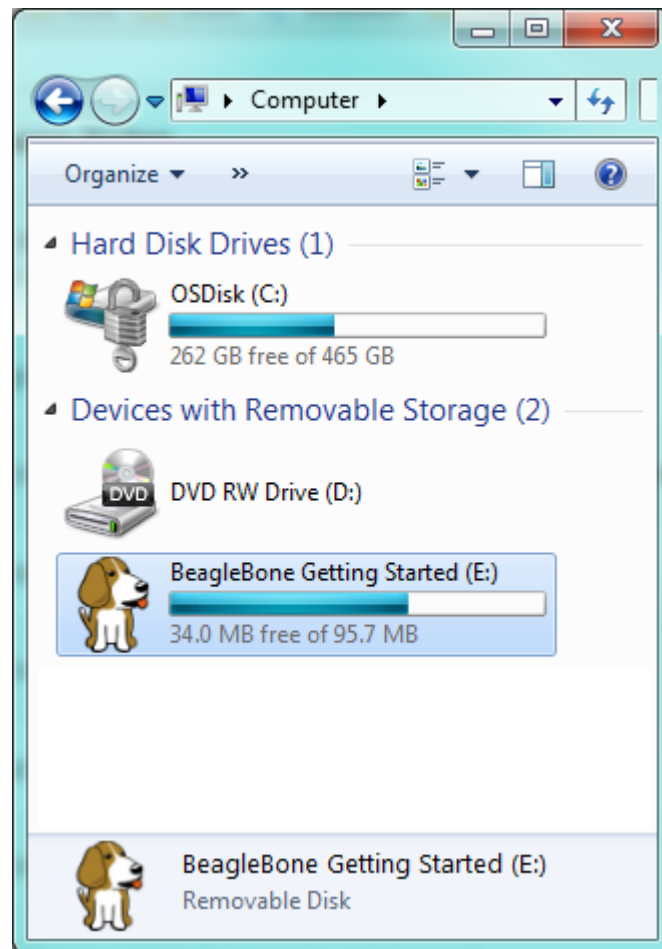 Computer
Organize
»
Hard Disk Drives (1)
OSDisk (C:)
262 GB free of 465 GB
Devices with Removable Storage (2)
DVD
DVD RW Drive (D:)
BeagleBone Getting Started (E:)
34.0 MB free of 95.7 MB
BeagleBone Getting Started (E:)
Removable Disk